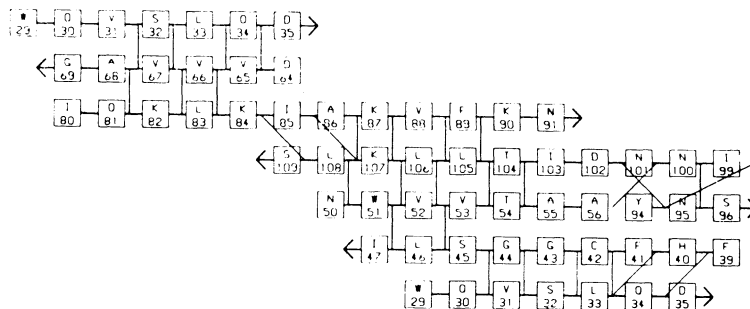 W Q V S L Q D
29 30 31 32 33 34 35
G A V V V Q
69 68 67 66 65 64
I Q K L K I A K V F K N
80 81 82 83 84 85 86 87 88 89 90 91
S L K L L T I D N N I
109 108 107 106 105 104 103 102 101 100 99
N W V V T A A Y N S
50 51 52 53 54 55 56 94 95 96
I L S G G C F H F
47 46 45 44 43 42 41 40 39
W Q V S L Q D
29 30 31 32 33 34 35